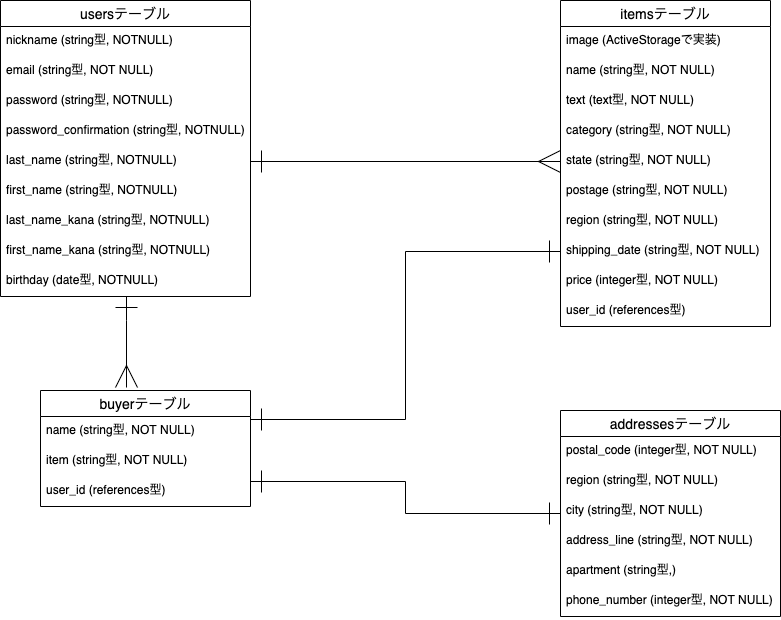 usersテーブル
nickname (string型, NOTNULL)
email (string型, NOT NULL)
password (string型, NOTNULL)
password_confirmation (string型, NOTNULL)
last_name (string型, NOTNULL)
first_name (string型, NOTNULL)
last_name_kana (string型, NOTNULL)
first_name_kana (string型, NOTNULL)
birthday (date型, NOTNULL)
itemsテーブル
image (ActiveStorageで実装)
name (string型, NOT NULL)
text (text型, NOT NULL)
category (string型, NOT NULL)
state (string型, NOT NULL)
postage (string型, NOT NULL)
region (string型, NOT NULL)
shipping_date (string型, NOT NULL)
price (integer型, NOT NULL)
user_id (references型)
buyerテーブル
name (string型, NOT NULL)
item (string型, NOT NULL)
user_id (references型)
addressesテーブル
postal_code (integer型, NOT NULL)
region (string型, NOT NULL)
city (string型, NOT NULL)
address_line (string型, NOT NULL)
apartment (string型,)
phone_number (integer型, NOT NULL)